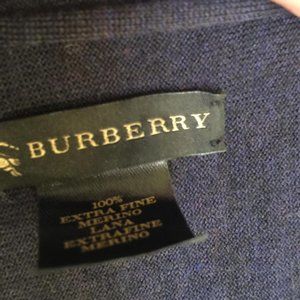 BURBERRY
100%
EXTRA FINE
MERINO
LANA
EXTRAFINE
MERINO